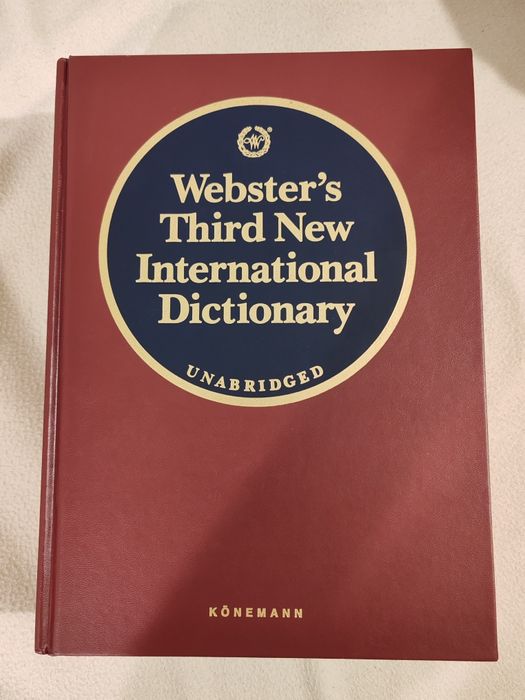 Webster's
Third New
International
Dictionary
UNABRIDGED
KÖNEMANN